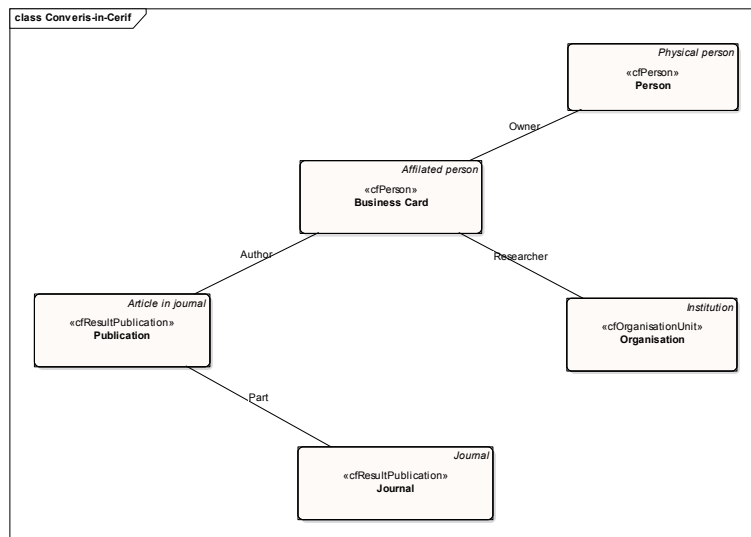 class Converis-in-Cerif
Physical person
«cfPerson»
Person
Owner
Affilated person
«cfPerson»
Business Card
Author
Researcher
Article in journal
«cfResultPublication»
Publication
Institution
«cfOrganisationUnit»
Organisation
Part
Journal
«cfResultPublication»
Journal